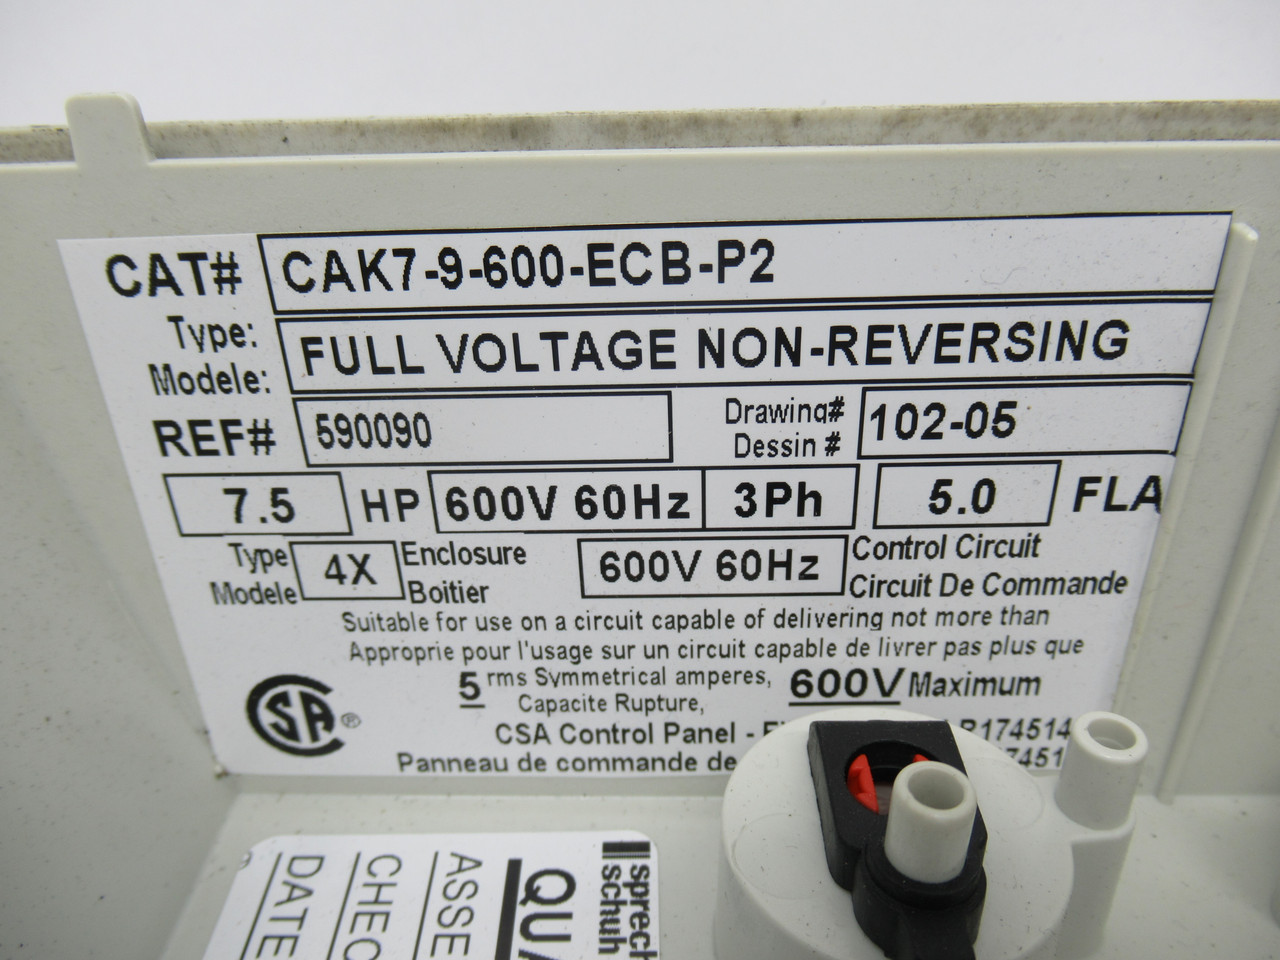 CAT# CAK7-9-600-ECB-P2
Type:
Modele: FULL VOLTAGE NON-REVERSING
REF# 590090 Drawing# 102-05
Dessin #
7.5 HP 600V 60Hz 3Ph 5.0 FLA
Type 4X Enclosure 600V 60Hz Control Circuit
Modele Boitier Circuit De Commande
Suitable for use on a circuit capable of delivering not more than
Approprie pour l'usage sur un circuit capable de livrer pas plus que
5 rms Symmetrical amperes, 600V Maximum
Capacite Rupture,
CSA ®
CSA Control Panel -
Panneau de commande de
sprech
schuh
QUA
ASSE
CHEC
DATE